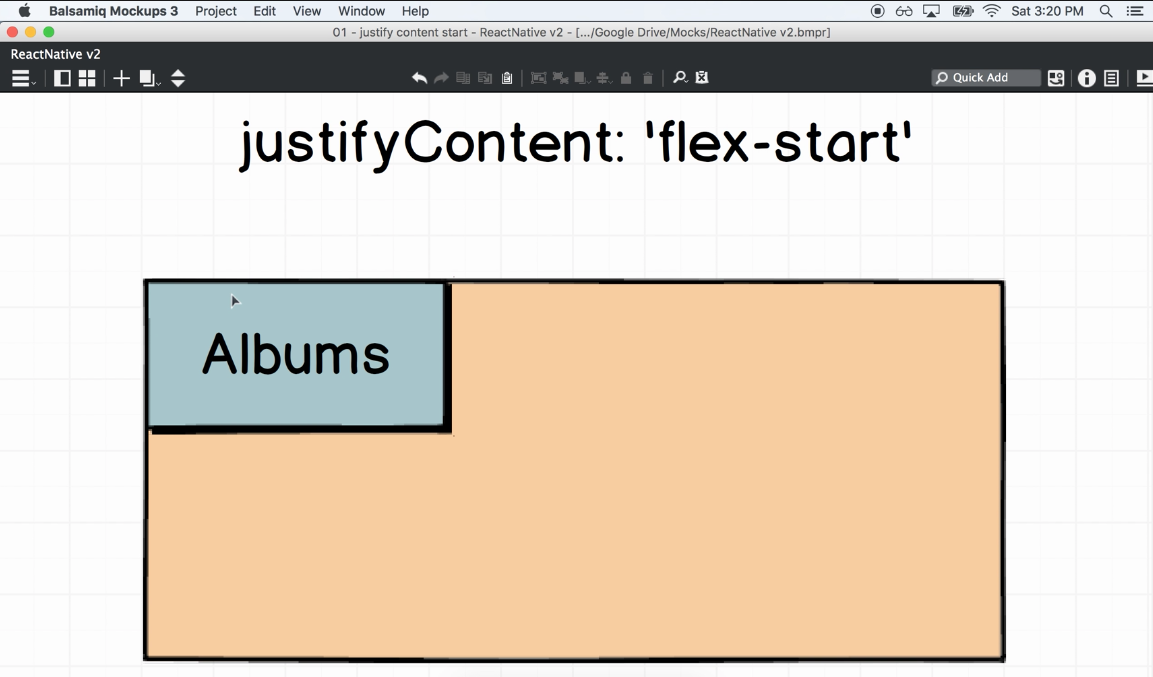 Balsamiq Mockups 3 Project Edit View Window Help Sat 3:20 PM
01 - justify content start - ReactNative v2 - [.../Google Drive/Mocks/ReactNative v2.bmpr]
ReactNative v2
Quick Add
justifyContent: 'flex-start'
Albums